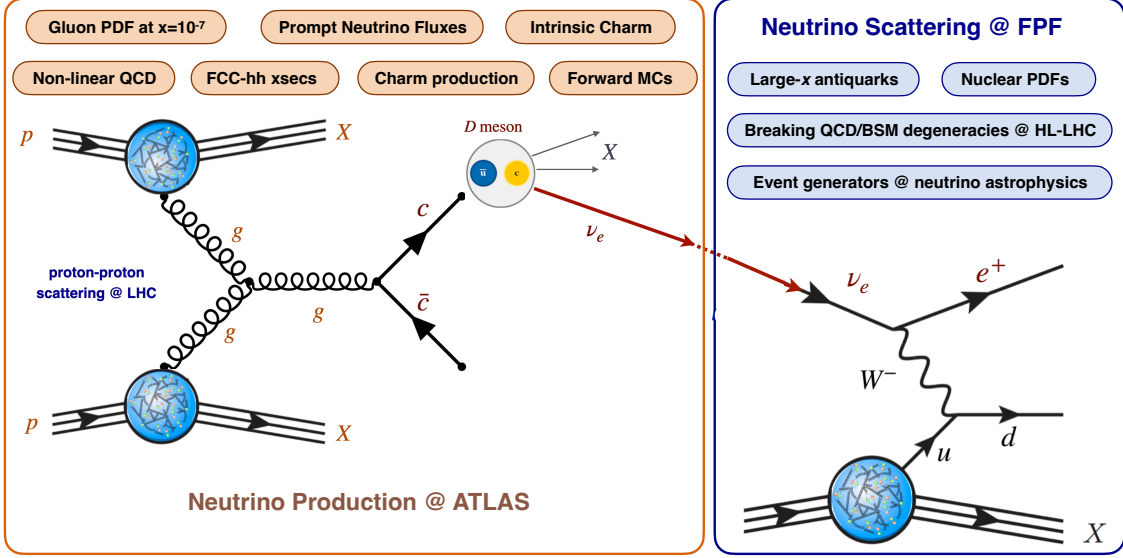 Gluon PDF at x=10⁻⁷
Prompt Neutrino Fluxes
Intrinsic Charm
Non-linear QCD
FCC-hh xsecs
Charm production
Forward MCs
p
X
D meson
ū
c
X
c
g
ν_e
proton-proton
scattering @ LHC
g
g
c̄
p
X
Neutrino Production @ ATLAS
Neutrino Scattering @ FPF
Large-x antiquarks
Nuclear PDFs
Breaking QCD/BSM degeneracies @ HL-LHC
Event generators @ neutrino astrophysics
ν_e
e⁺
W⁻
u
d
X